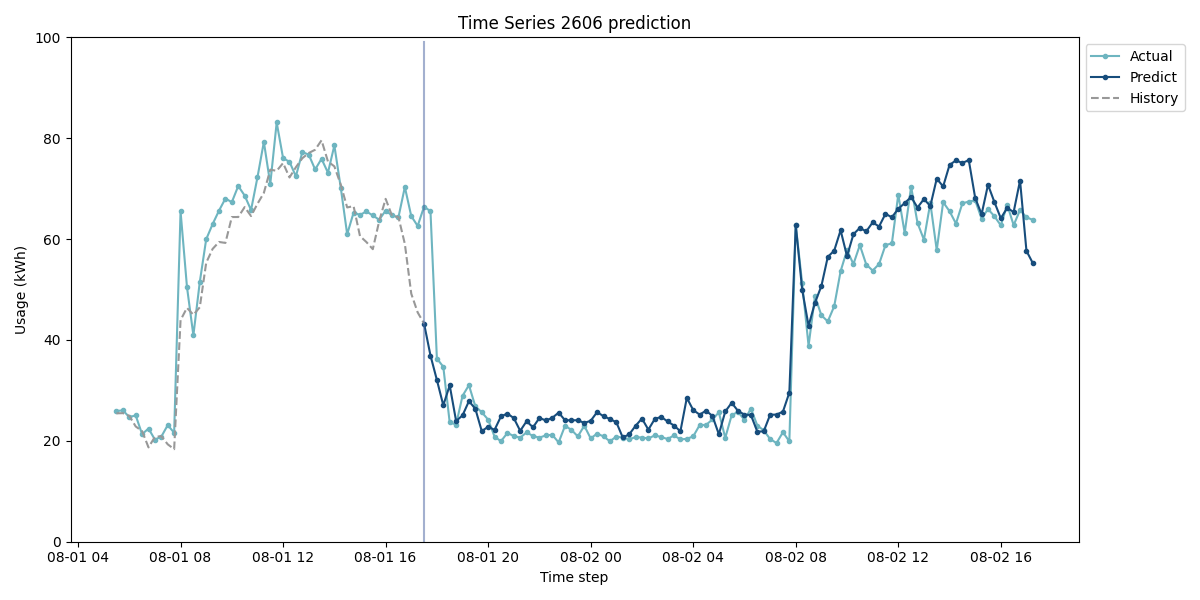 Time Series 2606 prediction
Usage (kWh)
100
80
60
40
20
0
08-01 04
08-01 08
08-01 12
08-01 16
08-01 20
08-02 00
08-02 04
08-02 08
08-02 12
08-02 16
Time step
Actual
Predict
History